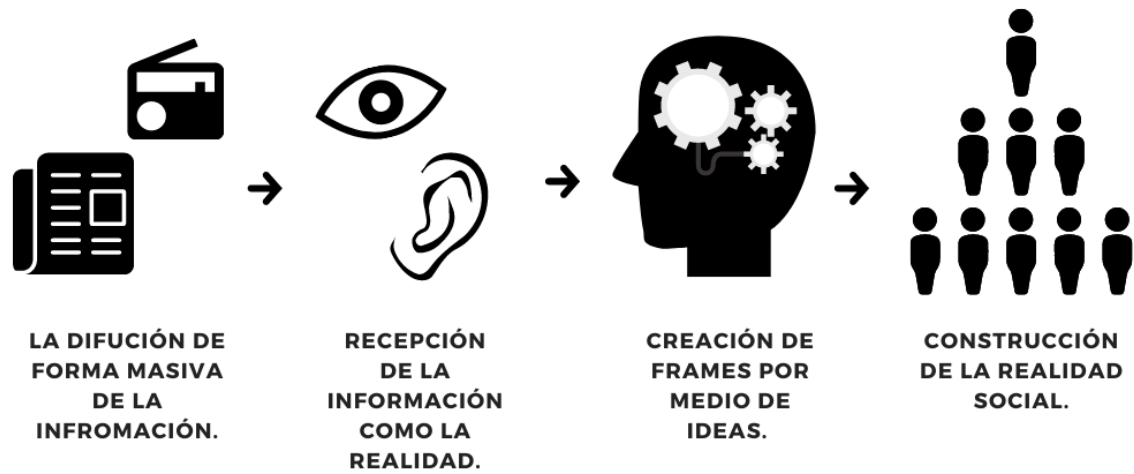 LA DIFUCIÓN DE
FORMA MASIVA
DE LA
INFROMACIÓN.
RECEPCIÓN
DE LA
INFORMACIÓN
COMO LA
REALIDAD.
CREACIÓN DE
FRAMES POR
MEDIO DE
IDEAS.
CONSTRUCCIÓN
DE LA REALIDAD
SOCIAL.